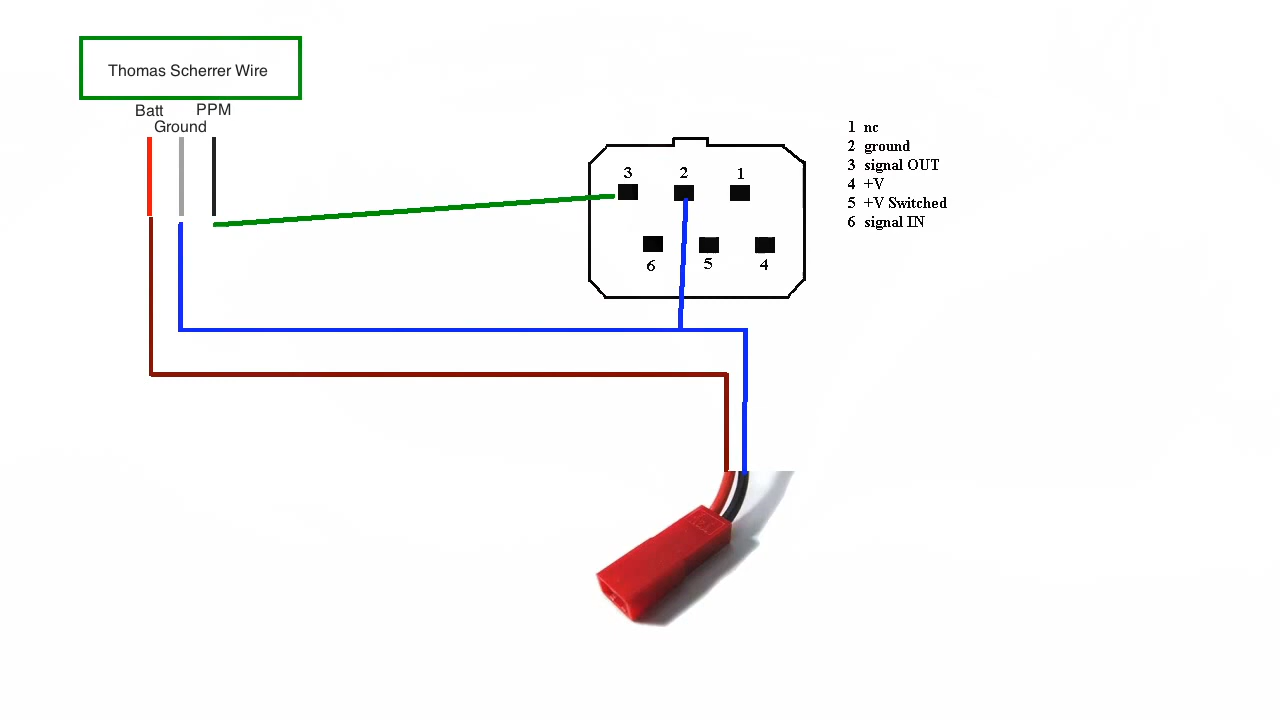 Thomas Scherrer Wire
Batt
PPM
Ground
1 nc
2 ground
3 signal OUT
4 +V
5 +V Switched
6 signal IN
3
2
1
6
5
4